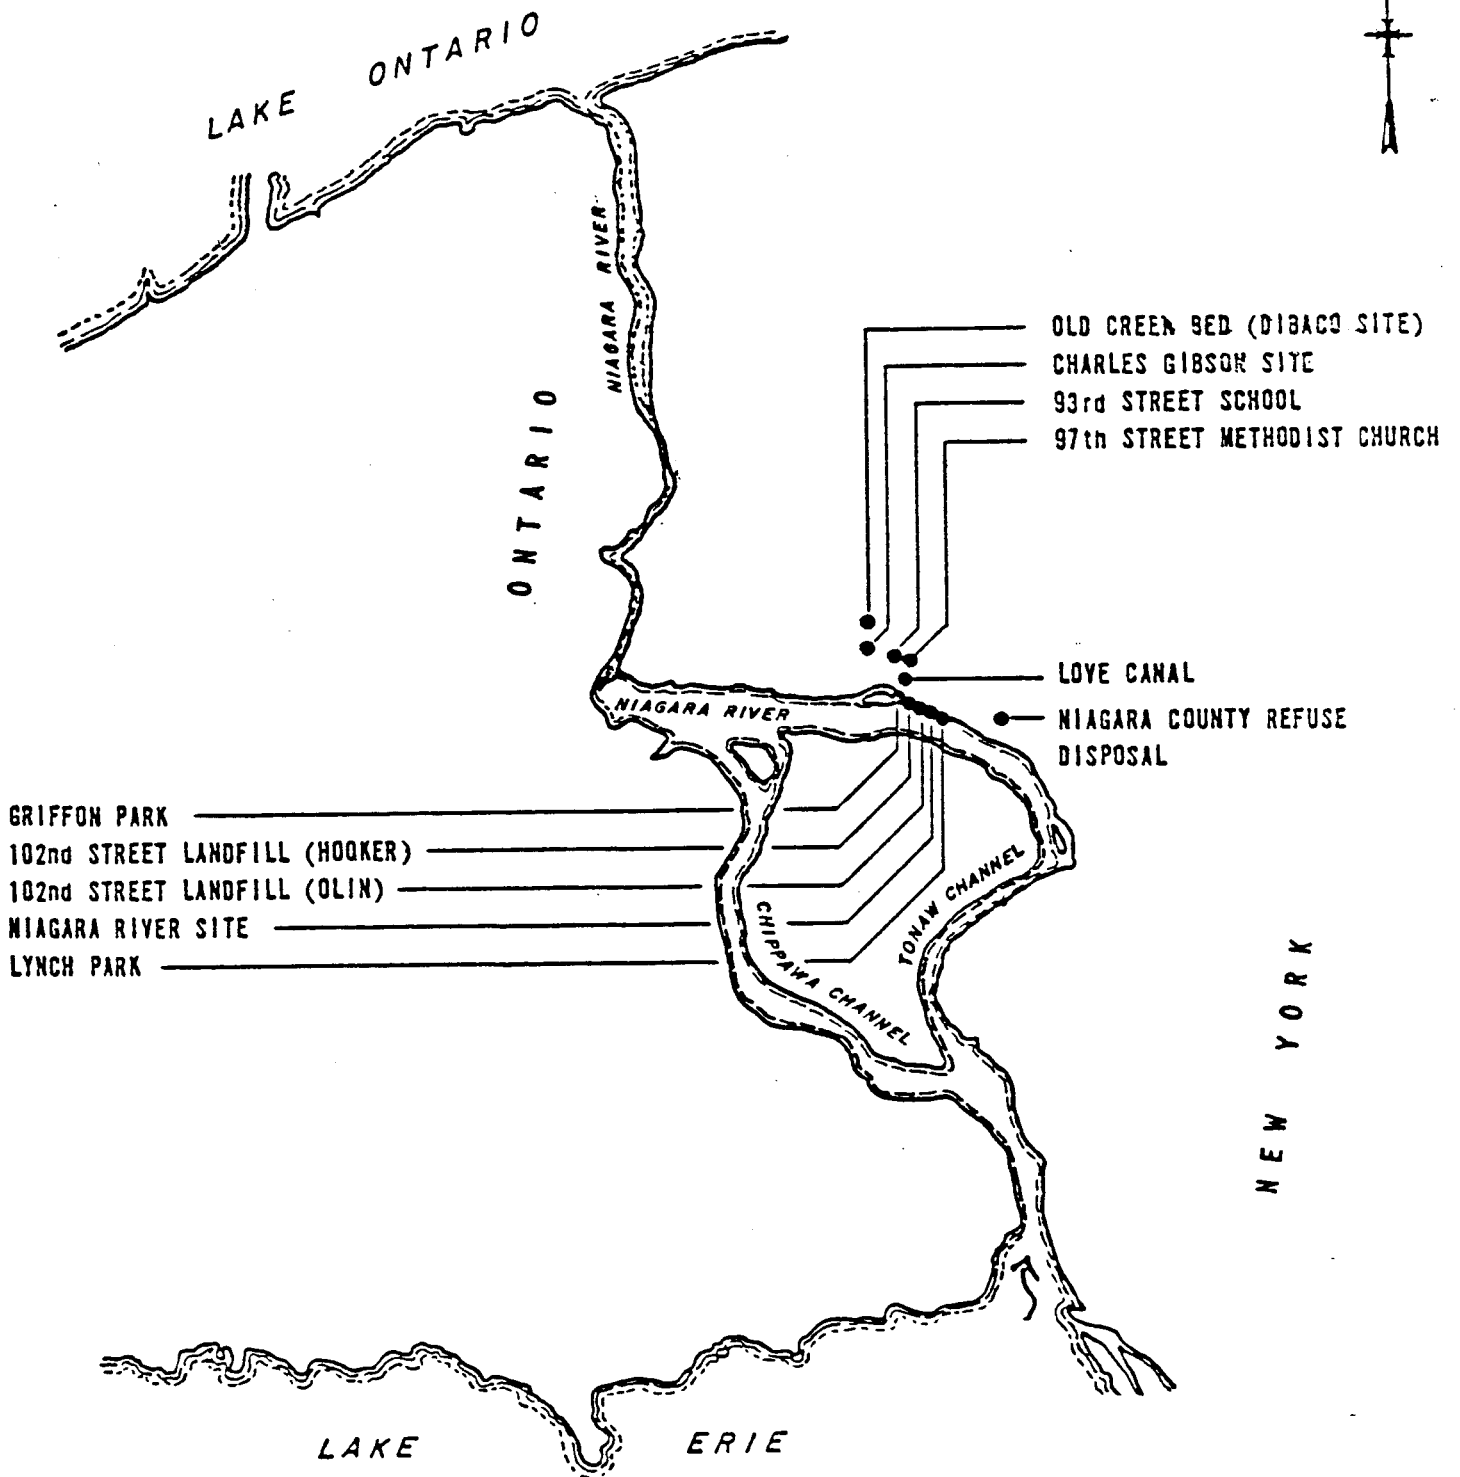 LAKE ONTARIO
NIAGARA RIVER
ONTARIO
OLD CREEK BED (DIBACO SITE)
CHARLES GIBSON SITE
93rd STREET SCHOOL
97th STREET METHODIST CHURCH
LOVE CANAL
NIAGARA RIVER
NIAGARA COUNTY REFUSE
DISPOSAL
GRIFFON PARK
102nd STREET LANDFILL (HOOKER)
102nd STREET LANDFILL (OLIN)
NIAGARA RIVER SITE
LYNCH PARK
CHIPPAWA CHANNEL
TONAW CHANNEL
NEW YORK
LAKE ERIE